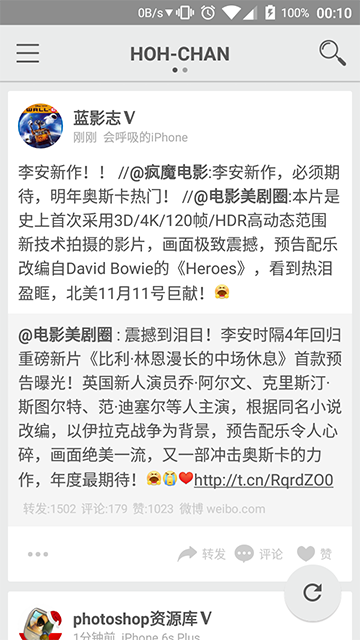 0B/s 100% 00:10
HOH-CHAN
蓝影志V
刚刚 会呼吸的iPhone
李安新作！！ //@疯魔电影:李安新作，必须期
待，明年奥斯卡热门！ //@电影美剧圈:本片是
史上首次采用3D/4K/120帧/HDR高动态范围
新技术拍摄的影片，画面极致震撼，预告配乐
改编自David Bowie的《Heroes》，看到热泪
盈眶，北美11月11号巨献！
@电影美剧圈 : 震撼到泪目！李安时隔4年回归
重磅新片《比利·林恩漫长的中场休息》首款预
告曝光！英国新人演员乔·阿尔文、克里斯汀·
斯图尔特、范·迪塞尔等人主演，根据同名小说
改编，以伊拉克战争为背景，预告配乐令人心
碎，画面绝美一流，又一部冲击奥斯卡的力
作，年度最期待！http://t.cn/RqrdZO0
转发:1502 评论:179 赞:1023 微博 weibo.com
转发 评论 赞
photoshop资源库V
1分钟前 iPhone 6s Plus